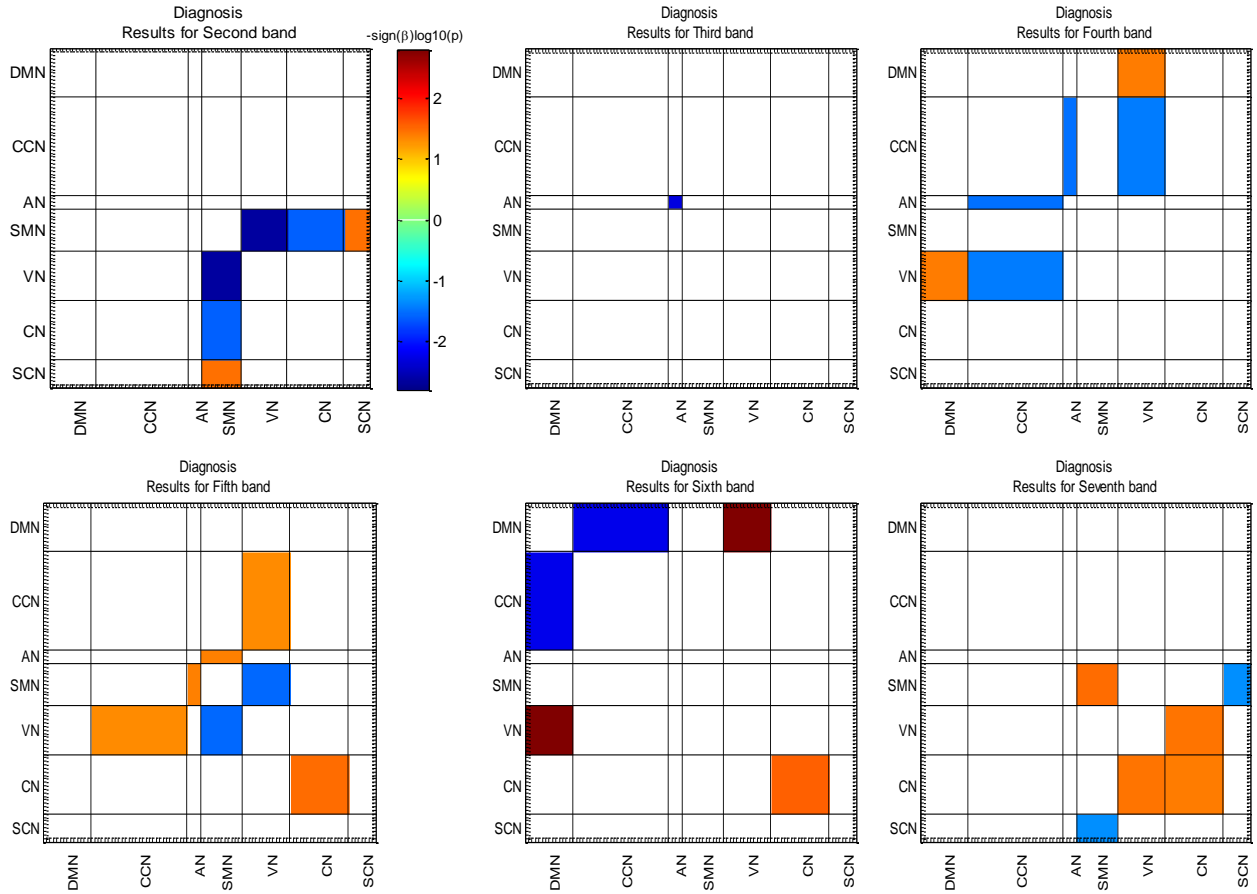 Diagnosis
Results for Second band
-sign(β)log10(p)
2
1
0
-1
-2
DMN
CCN
AN
SMN
VN
CN
SCN
DMN
CCN
AN
SMN
VN
CN
SCN
Diagnosis
Results for Third band
DMN
CCN
AN
SMN
VN
CN
SCN
DMN
CCN
AN
SMN
VN
CN
SCN
Diagnosis
Results for Fourth band
DMN
CCN
AN
SMN
VN
CN
SCN
DMN
CCN
AN
SMN
VN
CN
SCN
Diagnosis
Results for Fifth band
DMN
CCN
AN
SMN
VN
CN
SCN
DMN
CCN
AN
SMN
VN
CN
SCN
Diagnosis
Results for Sixth band
DMN
CCN
AN
SMN
VN
CN
SCN
DMN
CCN
AN
SMN
VN
CN
SCN
Diagnosis
Results for Seventh band
DMN
CCN
AN
SMN
VN
CN
SCN
DMN
CCN
AN
SMN
VN
CN
SCN